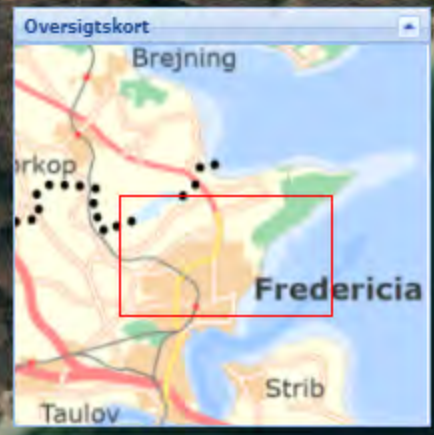 Oversigtskort
Brejning
rkop
Fredericia
Strib
Taulov